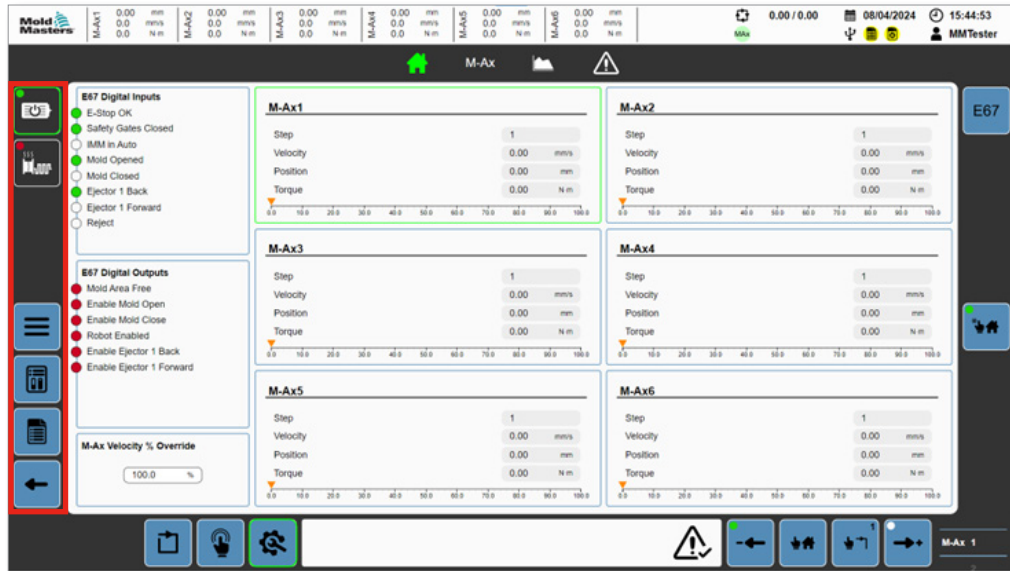 Mold
Masters
M-Ax1 0.00 mm 0.0 mm/s 0.0 N·m
M-Ax2 0.00 mm 0.0 mm/s 0.0 N·m
M-Ax3 0.00 mm 0.0 mm/s 0.0 N·m
M-Ax4 0.00 mm 0.0 mm/s 0.0 N·m
M-Ax5 0.00 mm 0.0 mm/s 0.0 N·m
M-Ax6 0.00 mm 0.0 mm/s 0.0 N·m
MAx
0.00 / 0.00
08/04/2024
15:44:53
MMTester
M-Ax
E67 Digital Inputs
E-Stop OK
Safety Gates Closed
IMM in Auto
Mold Opened
Mold Closed
Ejector 1 Back
Ejector 1 Forward
Reject
E67 Digital Outputs
Mold Area Free
Enable Mold Open
Enable Mold Close
Robot Enabled
Enable Ejector 1 Back
Enable Ejector 1 Forward
M-Ax Velocity % Override
100.0 %
M-Ax1
Step 1
Velocity 0.00 mm/s
Position 0.00 mm
Torque 0.00 N·m
0.0 10.0 20.0 30.0 40.0 50.0 60.0 70.0 80.0 90.0 100.0
M-Ax2
Step 1
Velocity 0.00 mm/s
Position 0.00 mm
Torque 0.00 N·m
0.0 10.0 20.0 30.0 40.0 50.0 60.0 70.0 80.0 90.0 100.0
M-Ax3
Step 1
Velocity 0.00 mm/s
Position 0.00 mm
Torque 0.00 N·m
0.0 10.0 20.0 30.0 40.0 50.0 60.0 70.0 80.0 90.0 100.0
M-Ax4
Step 1
Velocity 0.00 mm/s
Position 0.00 mm
Torque 0.00 N·m
0.0 10.0 20.0 30.0 40.0 50.0 60.0 70.0 80.0 90.0 100.0
M-Ax5
Step 1
Velocity 0.00 mm/s
Position 0.00 mm
Torque 0.00 N·m
0.0 10.0 20.0 30.0 40.0 50.0 60.0 70.0 80.0 90.0 100.0
M-Ax6
Step 1
Velocity 0.00 mm/s
Position 0.00 mm
Torque 0.00 N·m
0.0 10.0 20.0 30.0 40.0 50.0 60.0 70.0 80.0 90.0 100.0
E67
1
M-Ax 1
2